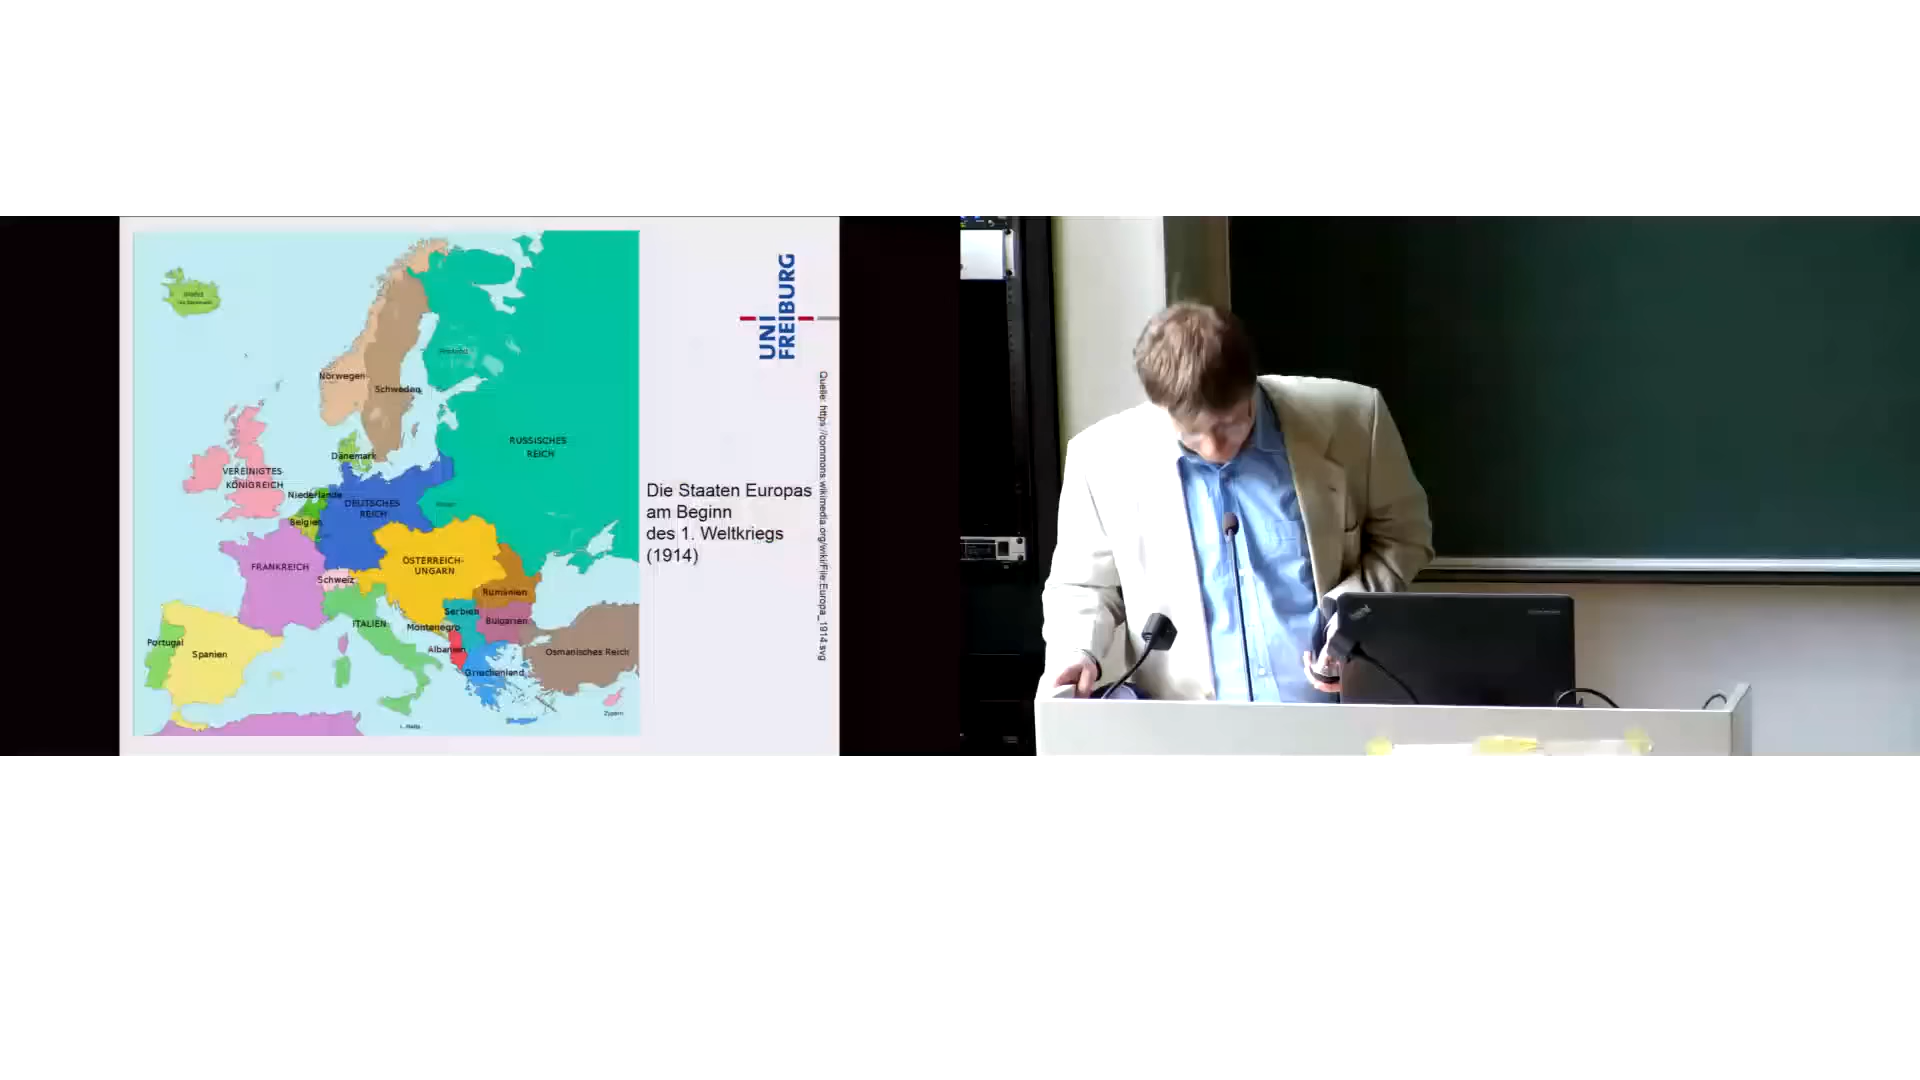 UNI
FREIBURG
Norwegen
Schweden
RUSSISCHES
REICH
Dänemark
VEREINIGTES
KÖNIGREICH
Niederlande
DEUTSCHES
REICH
Belgien
Die Staaten Europas
am Beginn
des 1. Weltkriegs
(1914)
FRANKREICH
ÖSTERREICH-
UNGARN
Schweiz
Rumänien
Serbien
Bulgarien
ITALIEN
Montenegro
Portugal
Spanien
Albanien
Osmanisches Reich
Griechenland
Zypern
Quelle: https://commons.wikimedia.org/wiki/File:Europa_1914.svg